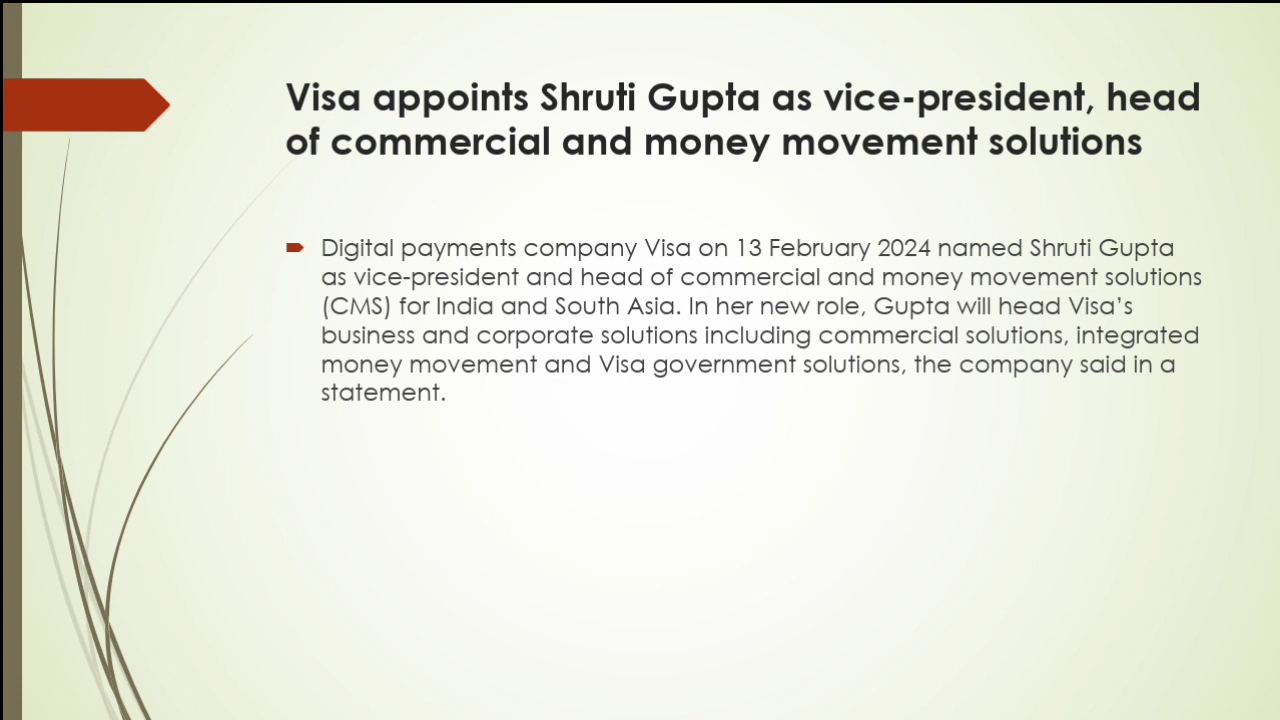 Visa appoints Shruti Gupta as vice-president, head
of commercial and money movement solutions
Digital payments company Visa on 13 February 2024 named Shruti Gupta
as vice-president and head of commercial and money movement solutions
(CMS) for India and South Asia. In her new role, Gupta will head Visa’s
business and corporate solutions including commercial solutions, integrated
money movement and Visa government solutions, the company said in a
statement.